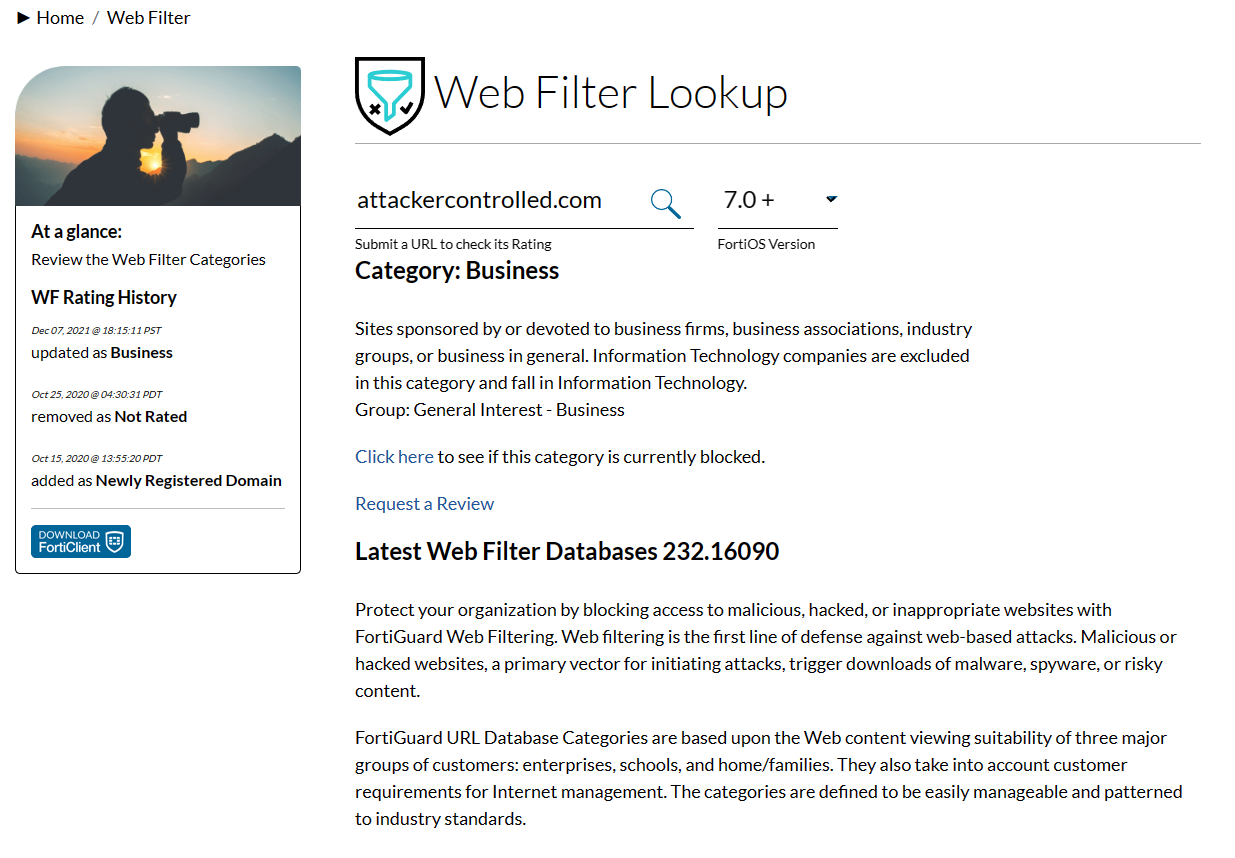 ► Home / Web Filter
At a glance:
Review the Web Filter Categories
WF Rating History
Dec 07, 2021 @ 18:15:11 PST
updated as Business
Oct 25, 2020 @ 04:30:31 PDT
removed as Not Rated
Oct 15, 2020 @ 13:55:20 PDT
added as Newly Registered Domain
DOWNLOAD
FortiClient
Web Filter Lookup
attackercontrolled.com
7.0 +
Submit a URL to check its Rating
FortiOS Version
Category: Business
Sites sponsored by or devoted to business firms, business associations, industry
groups, or business in general. Information Technology companies are excluded
in this category and fall in Information Technology.
Group: General Interest - Business
Click here to see if this category is currently blocked.
Request a Review
Latest Web Filter Databases 232.16090
Protect your organization by blocking access to malicious, hacked, or inappropriate websites with
FortiGuard Web Filtering. Web filtering is the first line of defense against web-based attacks. Malicious or
hacked websites, a primary vector for initiating attacks, trigger downloads of malware, spyware, or risky
content.
FortiGuard URL Database Categories are based upon the Web content viewing suitability of three major
groups of customers: enterprises, schools, and home/families. They also take into account customer
requirements for Internet management. The categories are defined to be easily manageable and patterned
to industry standards.